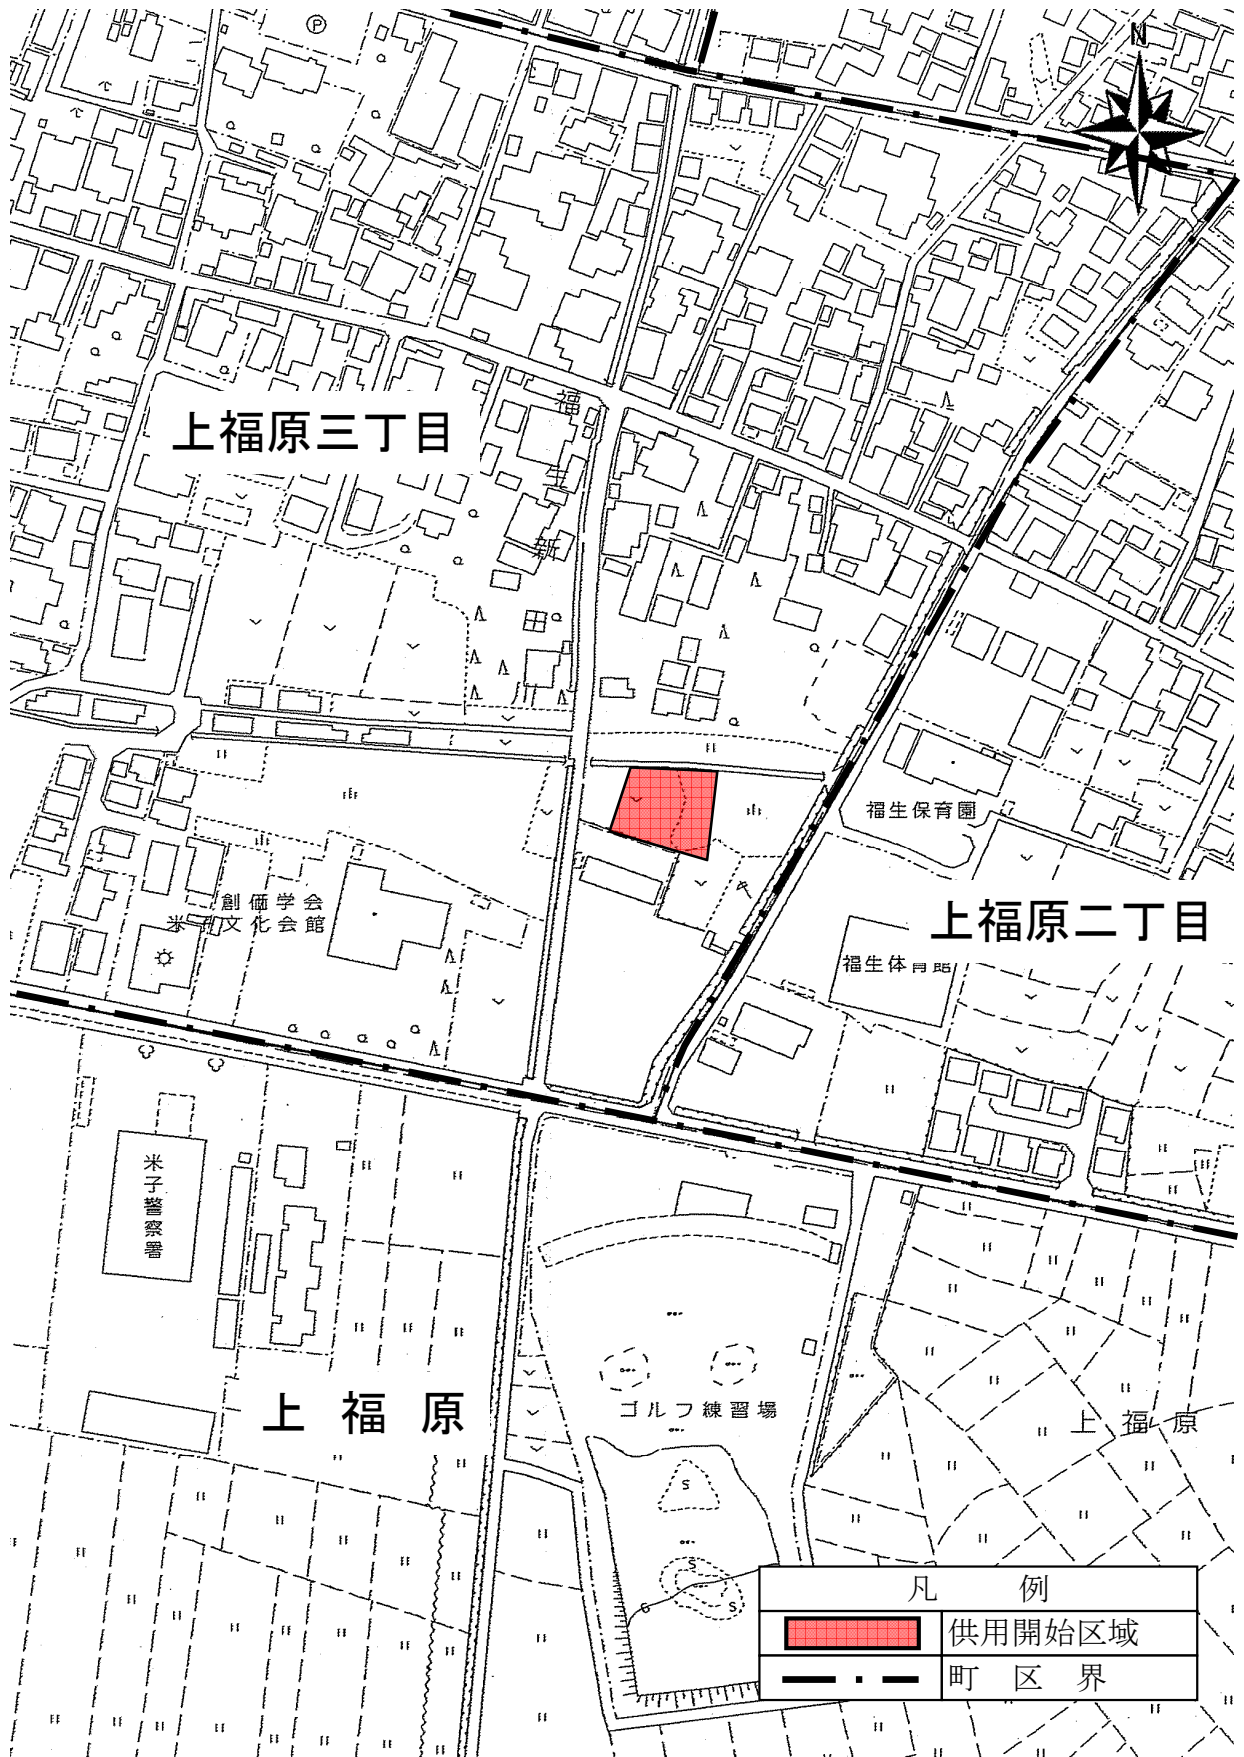 P
N
上福原三丁目
福
生
新
福生保育園
創価学会
米子文化会館
上福原二丁目
福生体育館
米子警察署
上福原
ゴルフ練習場
上福原
S
S
S
6
凡例
供用開始区域
町区界